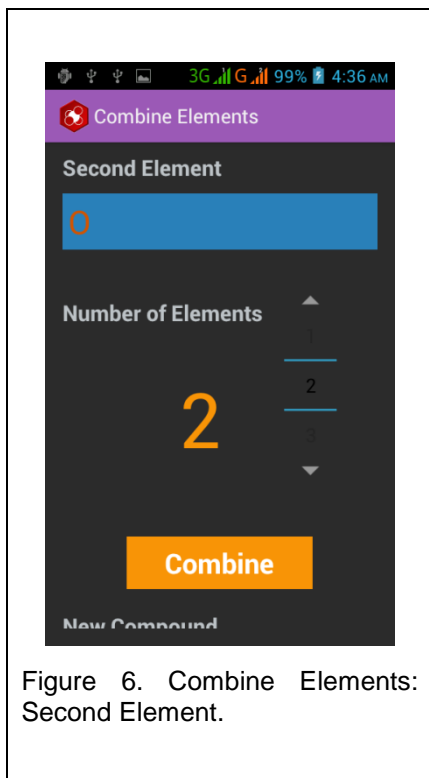 3G G 99% 4:36 AM
Combine Elements
Second Element
O
Number of Elements
1
2
2
3
Combine
New Compound
Figure 6. Combine Elements:
Second Element.